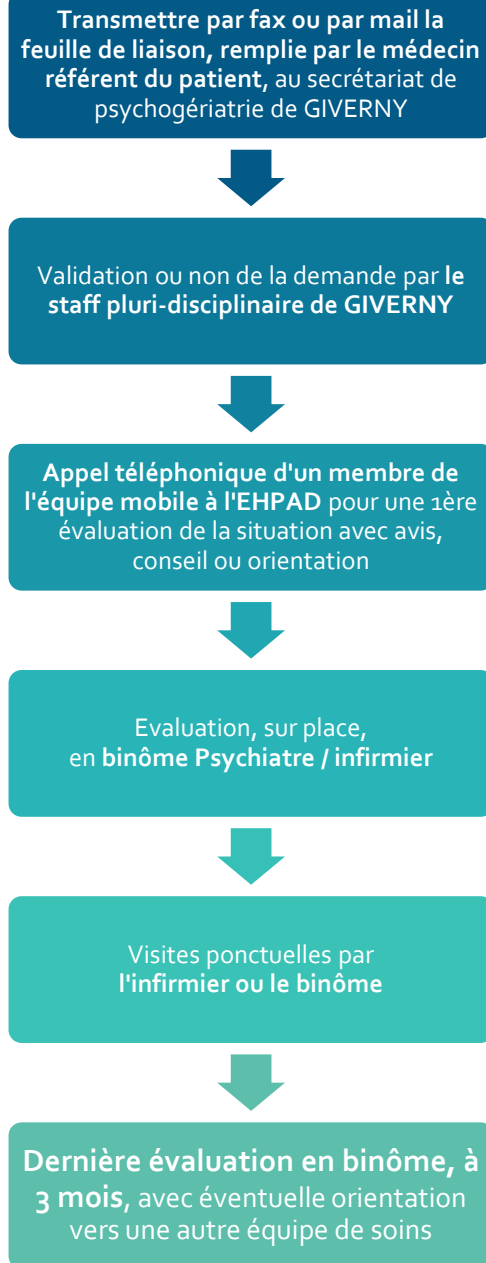 Transmettre par fax ou par mail la
feuille de liaison, remplie par le médecin
référent du patient, au secrétariat de
psychogériatrie de GIVERNY
Validation ou non de la demande par le
staff pluri-disciplinaire de GIVERNY
Appel téléphonique d'un membre de
l'équipe mobile à l'EHPAD pour une 1ère
évaluation de la situation avec avis,
conseil ou orientation
Evaluation, sur place,
en binôme Psychiatre / infirmier
Visites ponctuelles par
l'infirmier ou le binôme
Dernière évaluation en binôme, à
3 mois, avec éventuelle orientation
vers une autre équipe de soins